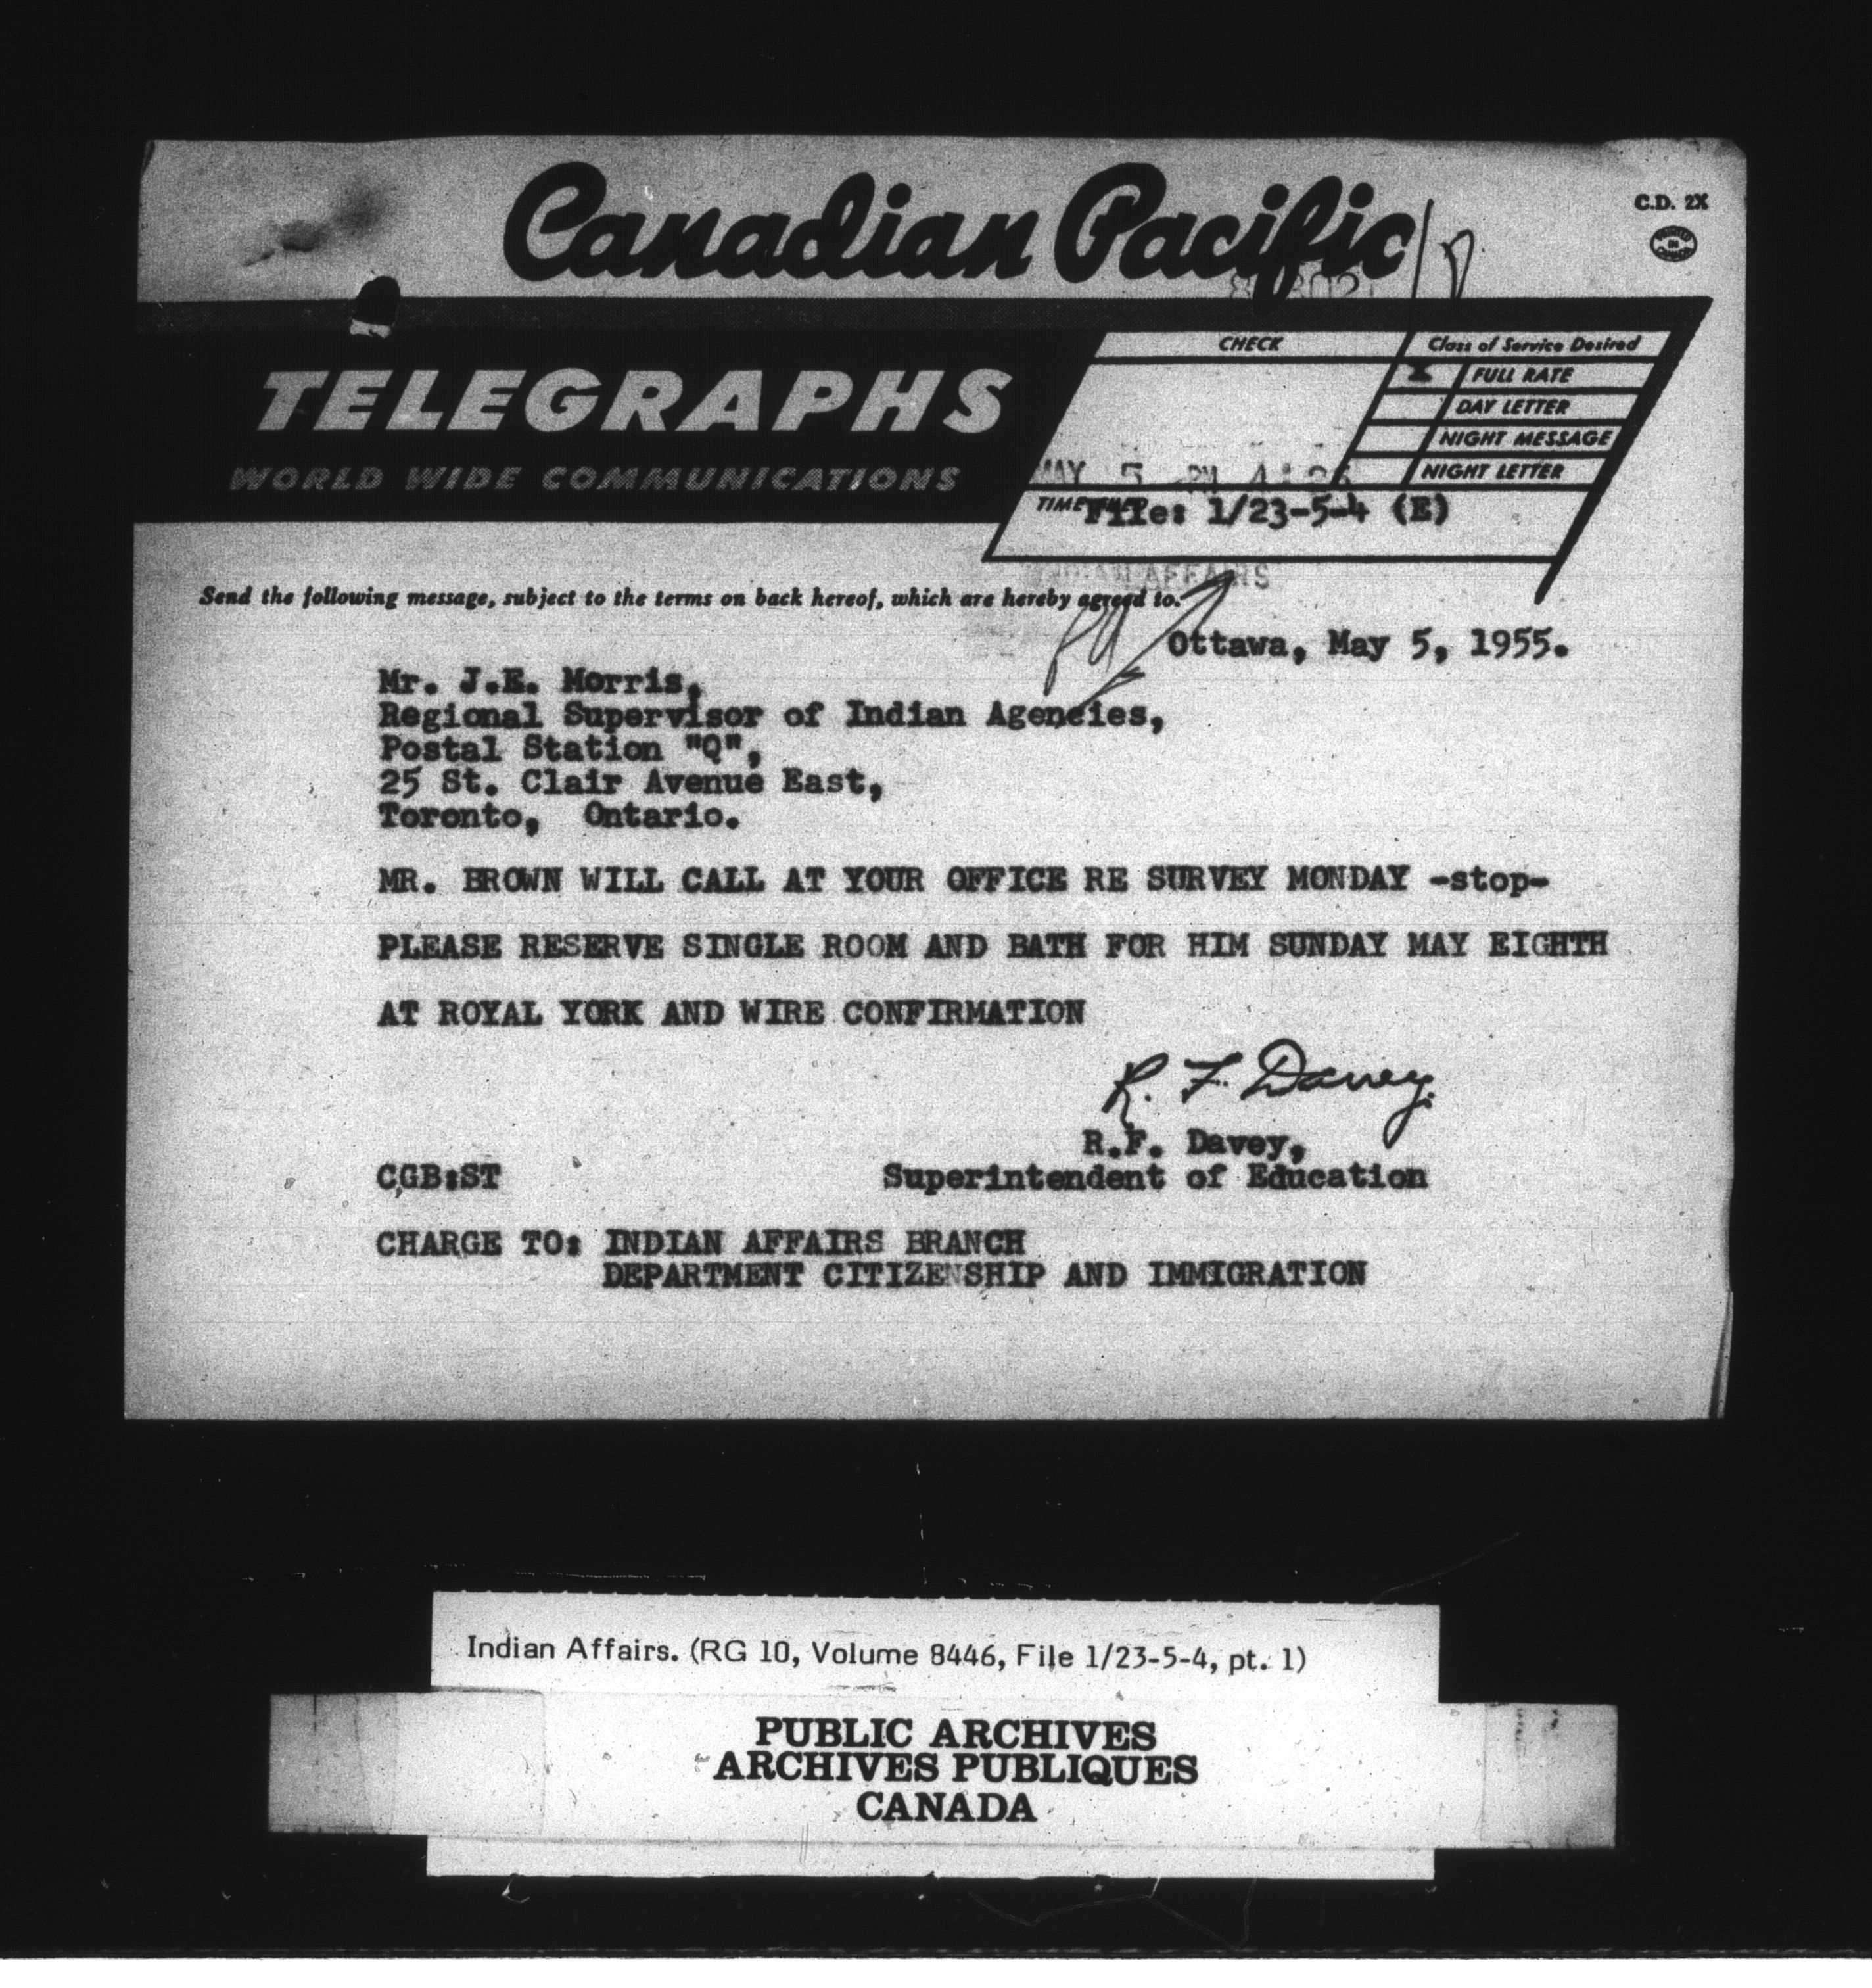 Canadian Pacific
C.D. 2X
TELEGRAPHS
WORLD WIDE COMMUNICATIONS
CHECK
Class of Service Desired
X FULL RATE
DAY LETTER
NIGHT MESSAGE
NIGHT LETTER
MAY 5 PM
TIME File: 1/23-5-4 (E)
AFFAIRS
Send the following message, subject to the terms on back hereof, which are hereby agreed to.
Ottawa, May 5, 1955.
Mr. J.E. Morris,
Regional Supervisor of Indian Agencies,
Postal Station "Q",
25 St. Clair Avenue East,
Toronto, Ontario.
MR. BROWN WILL CALL AT YOUR OFFICE RE SURVEY MONDAY -stop-
PLEASE RESERVE SINGLE ROOM AND BATH FOR HIM SUNDAY MAY EIGHTH
AT ROYAL YORK AND WIRE CONFIRMATION
R. F. Davey.
R.F. Davey,
CGB:ST Superintendent of Education
CHARGE TO: INDIAN AFFAIRS BRANCH
DEPARTMENT CITIZENSHIP AND IMMIGRATION
Indian Affairs. (RG 10, Volume 8446, File 1/23-5-4, pt. 1)
PUBLIC ARCHIVES
ARCHIVES PUBLIQUES
CANADA